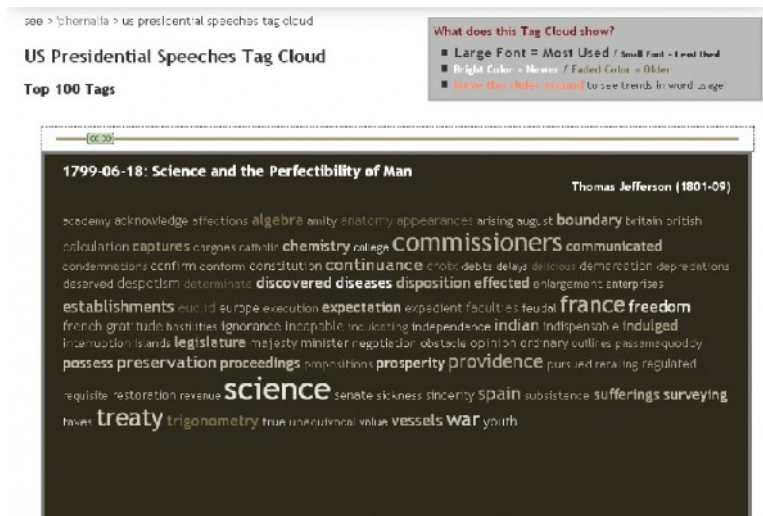 see > phernalia > us presidential speeches tag cloud
US Presidential Speeches Tag Cloud
Top 100 Tags
What does this Tag Cloud show?
Large Font = Most Used / Small Font = Least Used
Bright Color = Newer / Faded Color = Older
Move the slider around to see trends in word usage!
1799-06-18: Science and the Perfectibility of Man
Thomas Jefferson (1801-09)
academy acknowledge affections algebra amity anatomy appearances arising august boundary britain british
calculation captures cargoes catholic chemistry college commissioners communicated
condemnations confirm conform constitution continuance debts delays delicious demarcation depredations
deserved despotism determinate discovered diseases disposition effected enlargement enterprises
establishments euclid europe execution expectation expedient faculties feudal france freedom
french gratitude hostilities ignorance incapable inculcating independence indian indispensable indulged
interruption islands legislature majesty minister negotiation obstacle opinion ordinary outlines passamaquoddy
possess preservation proceedings propositions prosperity providence pursued recalling regulated
requisite restoration revenue science senate sickness sincerity spain subsistence sufferings surveying
taxes treaty trigonometry true unequivocal value vessels war youth